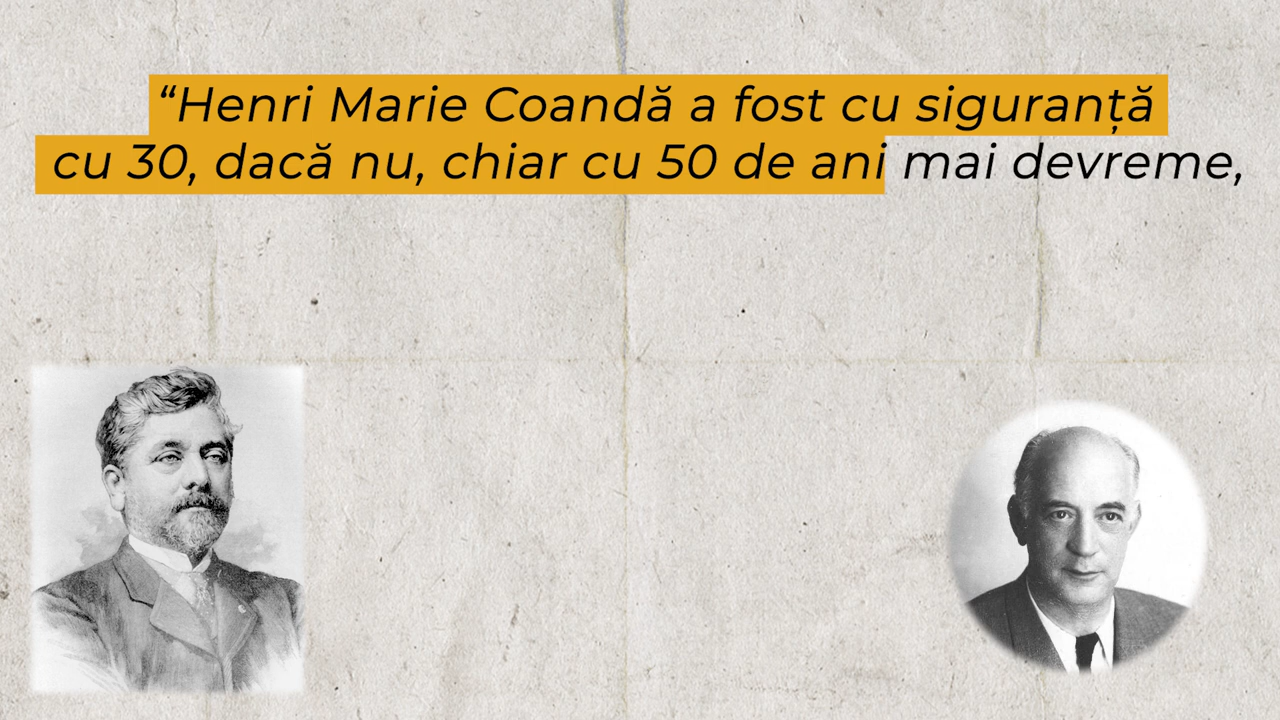 “Henri Marie Coandă a fost cu siguranță
cu 30, dacă nu, chiar cu 50 de ani mai devreme,